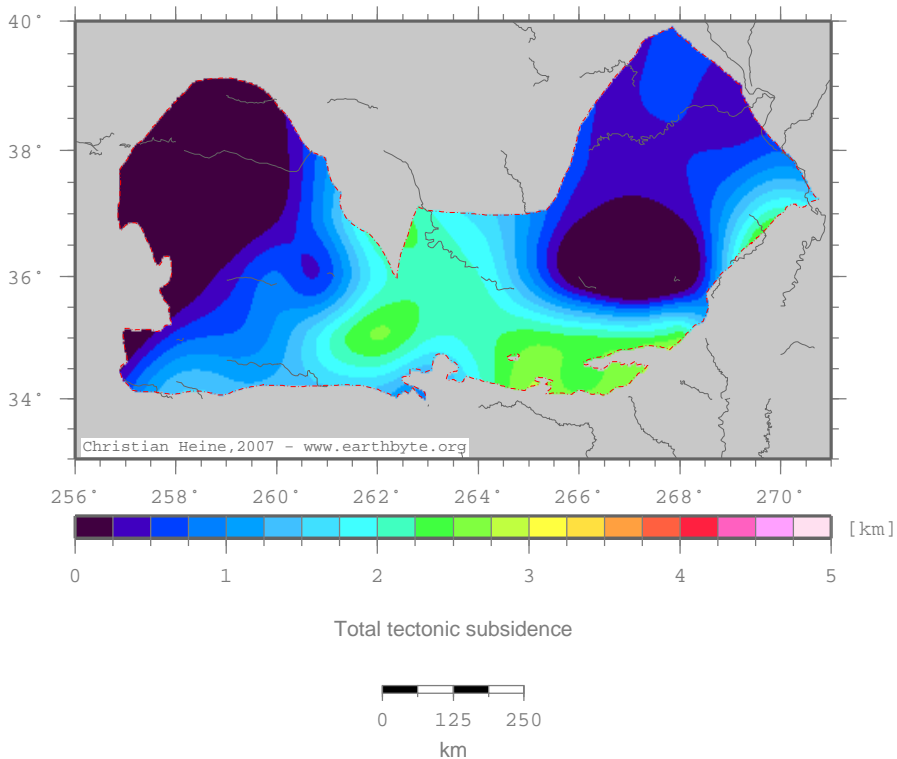 40°
38°
36°
34°
Christian Heine,2007 - www.earthbyte.org
256° 258° 260° 262° 264° 266° 268° 270°
[km]
0 1 2 3 4 5
Total tectonic subsidence
0 125 250
km